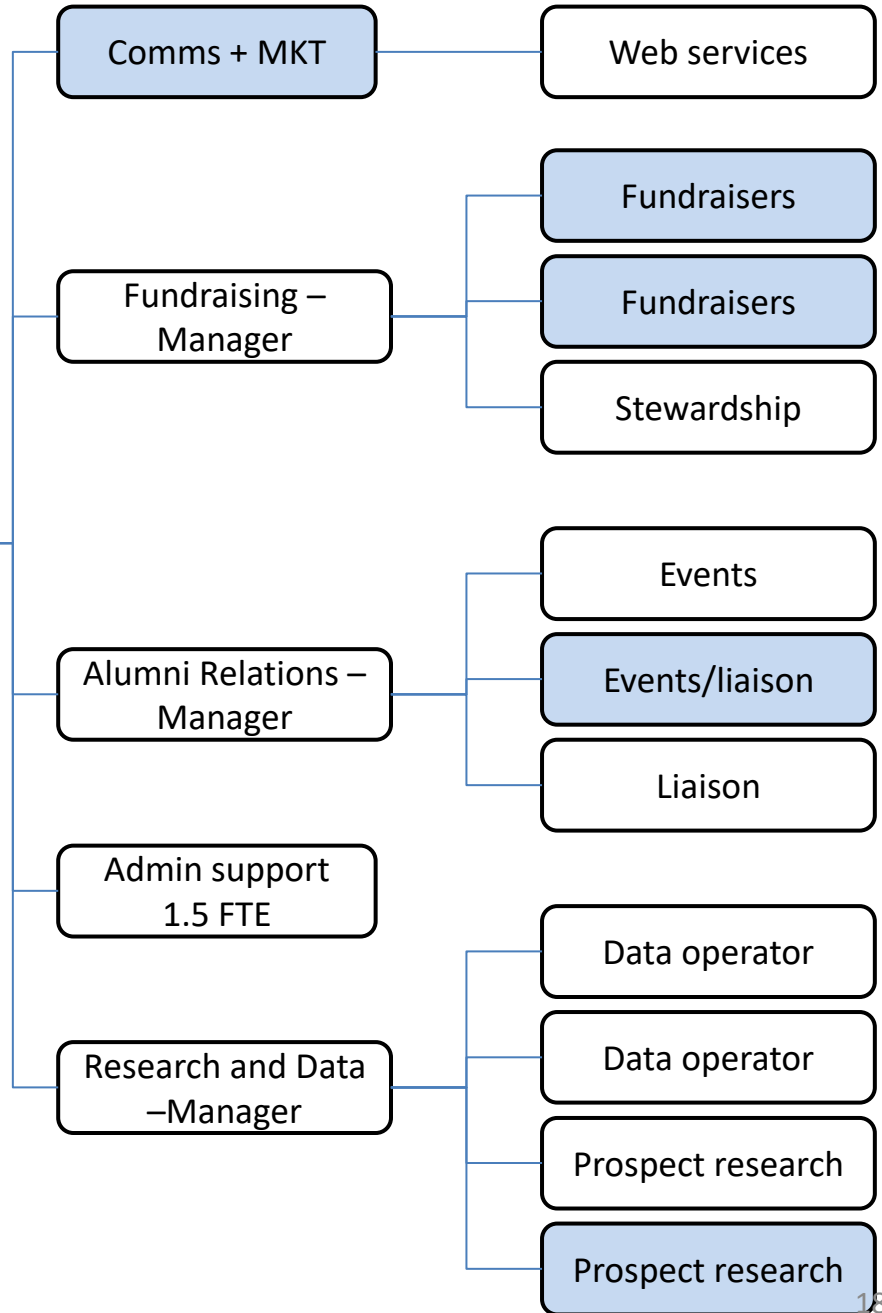 Comms + MKT
Web services
Fundraisers
Fundraising –
Manager
Fundraisers
Stewardship
Events
Alumni Relations –
Manager
Events/liaison
Liaison
Admin support
1.5 FTE
Data operator
Research and Data
–Manager
Data operator
Prospect research
Prospect research
18